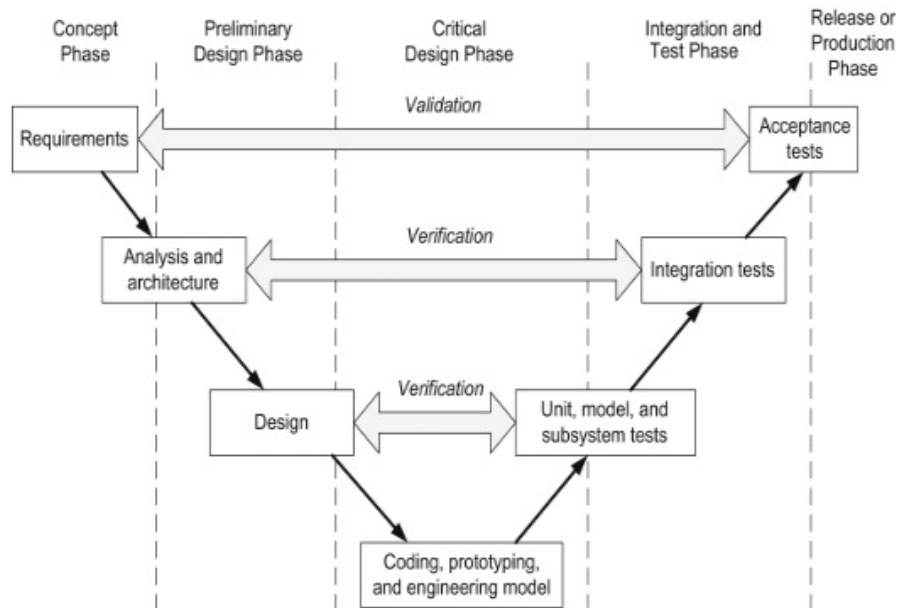 Concept
Phase
Preliminary
Design Phase
Critical
Design Phase
Integration and
Test Phase
Release or
Production
Phase
Validation
Requirements
Acceptance
tests
Verification
Analysis and
architecture
Integration tests
Verification
Design
Unit, model, and
subsystem tests
Coding, prototyping,
and engineering model